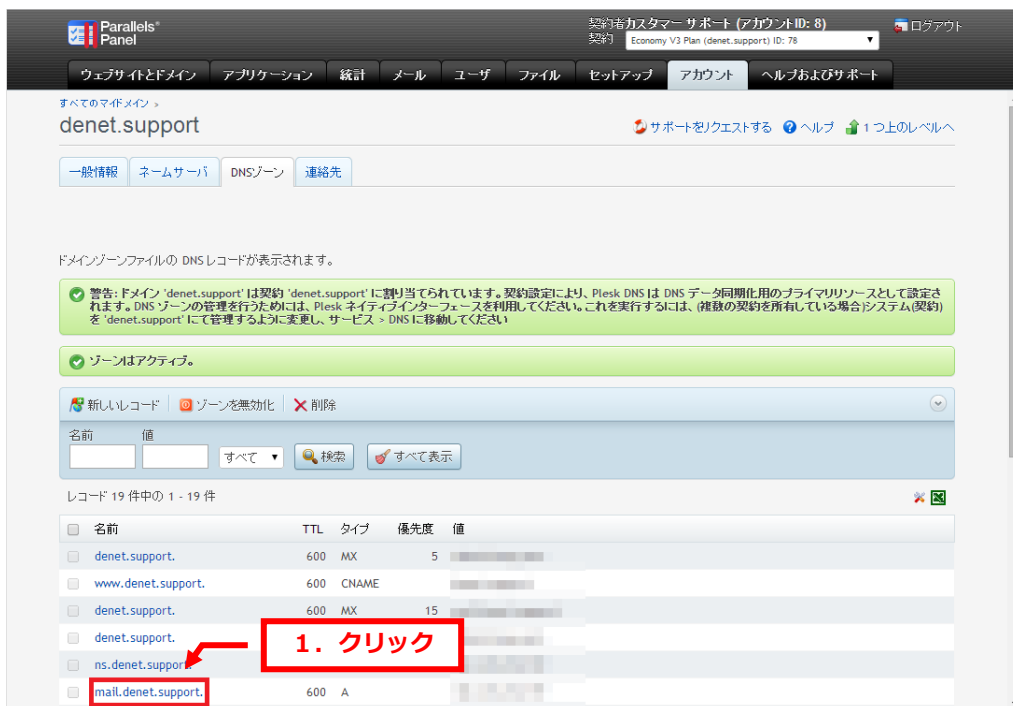 Parallels®
Panel
契約者カスタマー サポート (アカウントID: 8)
契約 Economy V3 Plan (denet.support) ID: 78
ログアウト
ウェブサイトとドメイン アプリケーション 統計 メール ユーザ ファイル セットアップ アカウント ヘルプおよびサポート
すべてのマイドメイン »
denet.support
サポートをリクエストする ヘルプ 1つ上のレベルへ
一般情報 ネームサーバ DNSゾーン 連絡先
ドメインゾーンファイルの DNSレコードが表示されます。
警告: ドメイン 'denet.support' は契約 'denet.support' に割り当てられています。契約設定により、Plesk DNS は DNS データ同期化用のプライマリリソースとして設定さ
れます。DNS ゾーンの管理を行うためには、Plesk ネイティブインターフェースを利用してください。これを実行するには、(複数の契約を所有している場合)システム(契約)
を 'denet.support' にて管理するように変更し、サービス > DNS に移動してください
ゾーンはアクティブ。
新しいレコード ゾーンを無効化 削除
名前 値
すべて 検索 すべて表示
レコード 19 件中の 1 - 19 件
名前 TTL タイプ 優先度 値
denet.support. 600 MX 5
www.denet.support. 600 CNAME
denet.support. 600 MX 15
denet.support.
1．クリック
ns.denet.support.
mail.denet.support. 600 A